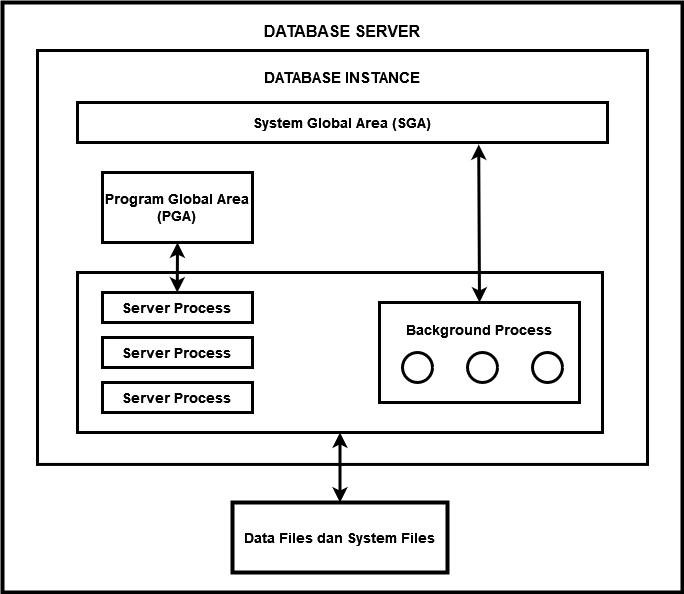 DATABASE SERVER
DATABASE INSTANCE
System Global Area (SGA)
Program Global Area
(PGA)
Server Process
Server Process
Server Process
Background Process
Data Files dan System Files